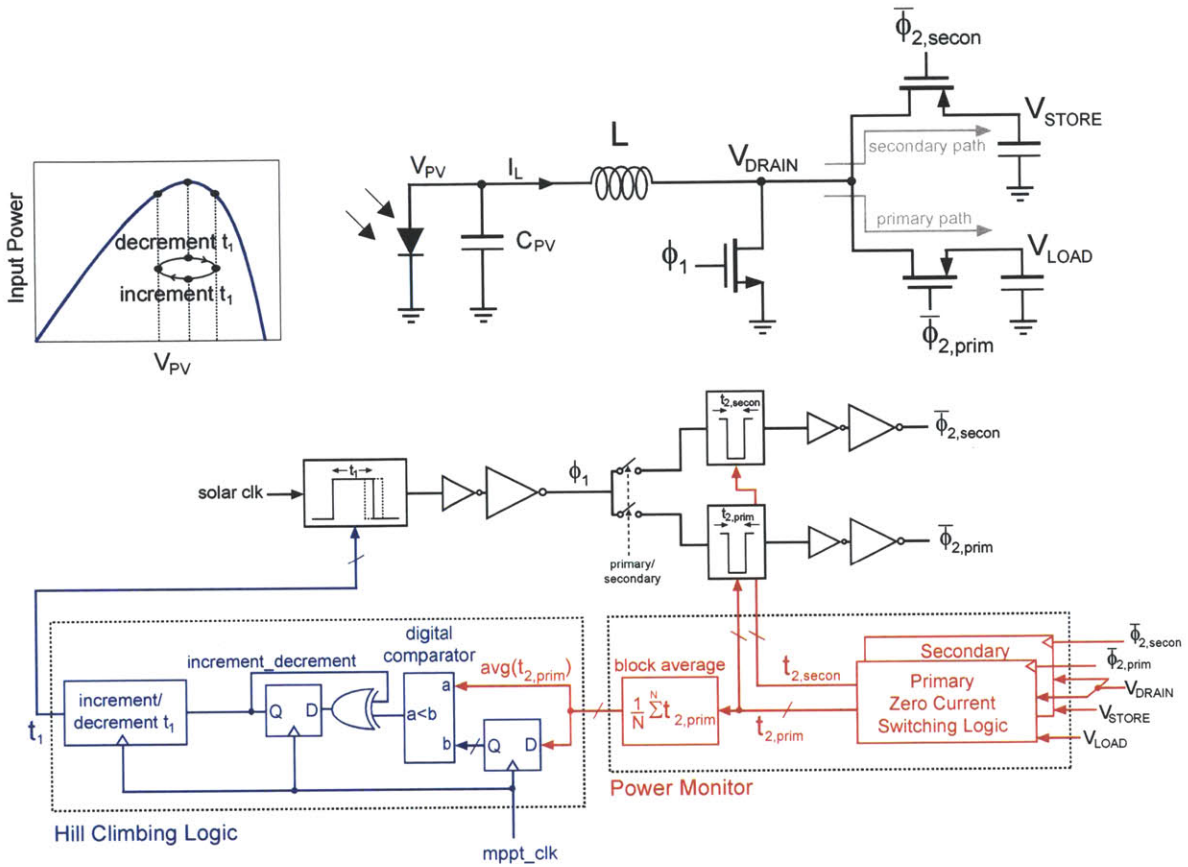 ϕ̅2,secon
VSTORE
L
secondary path
VPV
IL
VDRAIN
Input Power
decrement t1
increment t1
CPV
primary path
VLOAD
ϕ1
VPV
ϕ̅2,prim
t2,secon
ϕ̅2,secon
t1
solar clk
ϕ1
t2,prim
ϕ̅2,prim
primary/
secondary
digital
comparator
increment_decrement
avg(t2,prim)
a
a<b
b
Q
D
Q
D
increment/
decrement t1
t1
block average
1/N ΣN t2,prim
t2,secon
t2,prim
Secondary
Primary
Zero Current
Switching Logic
ϕ̅2,secon
ϕ̅2,prim
VDRAIN
VSTORE
VLOAD
Power Monitor
Hill Climbing Logic
mppt_clk